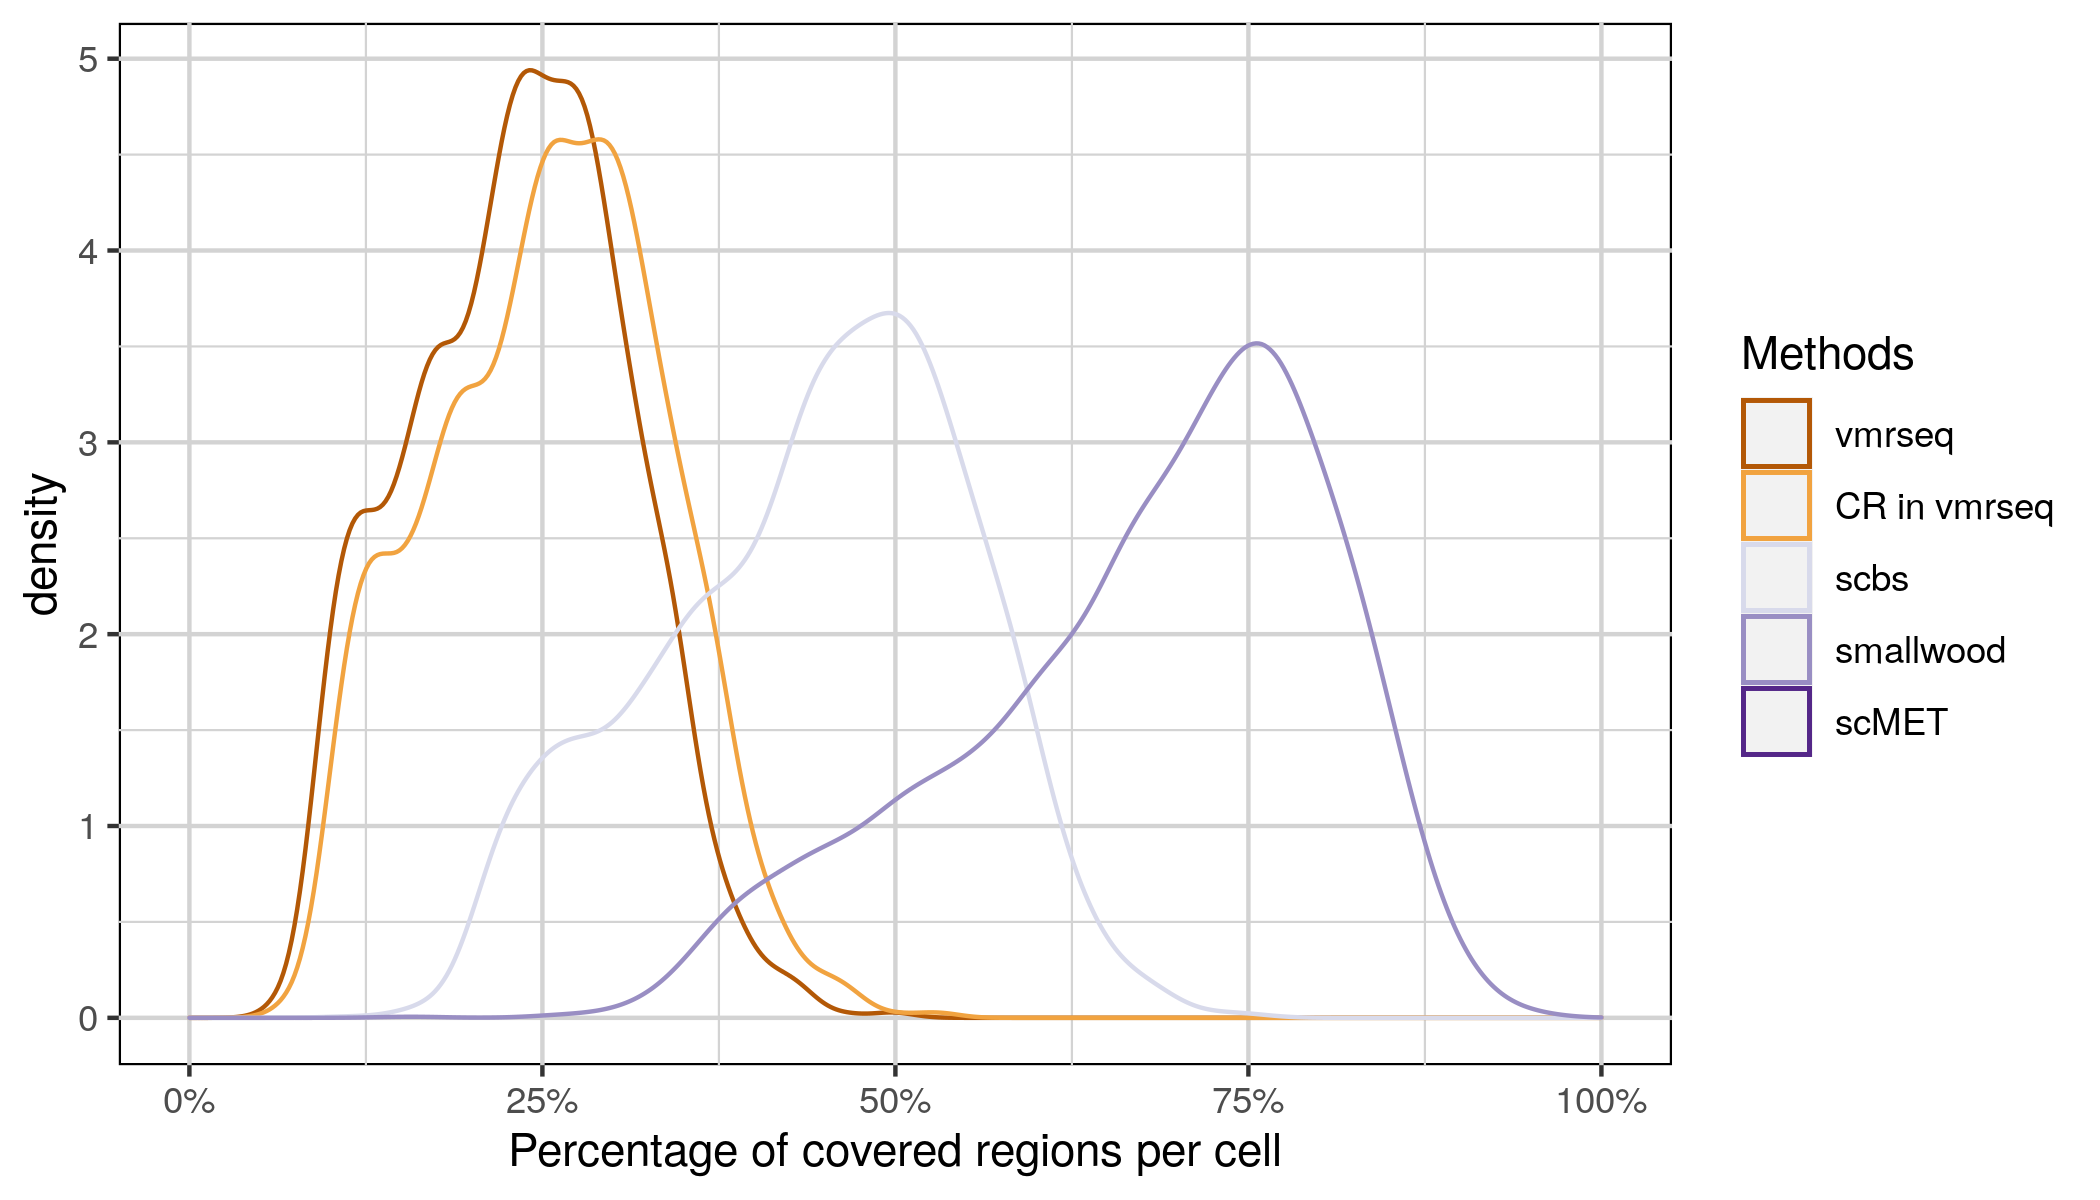 5
4
3
2
1
0
density
0% 25% 50% 75% 100%
Percentage of covered regions per cell
Methods
vmrseq
CR in vmrseq
scbs
smallwood
scMET